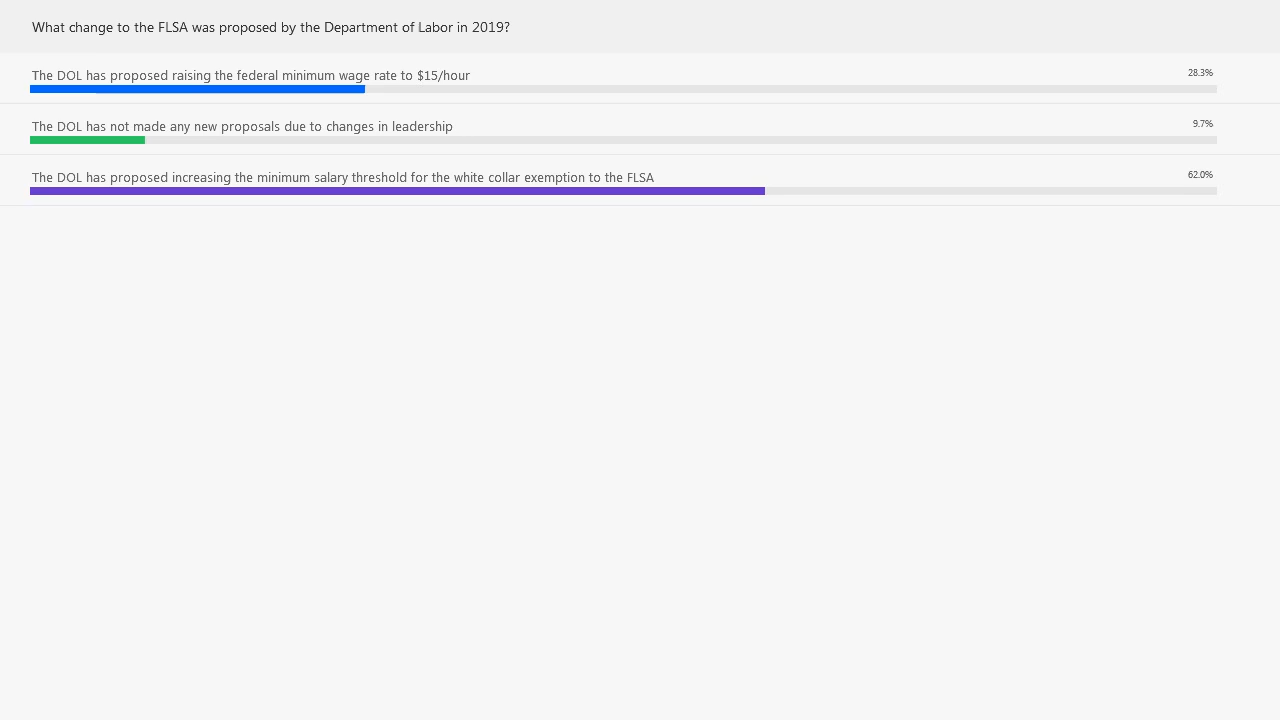 What change to the FLSA was proposed by the Department of Labor in 2019?
The DOL has proposed raising the federal minimum wage rate to $15/hour
28.3%
The DOL has not made any new proposals due to changes in leadership
9.7%
The DOL has proposed increasing the minimum salary threshold for the white collar exemption to the FLSA
62.0%